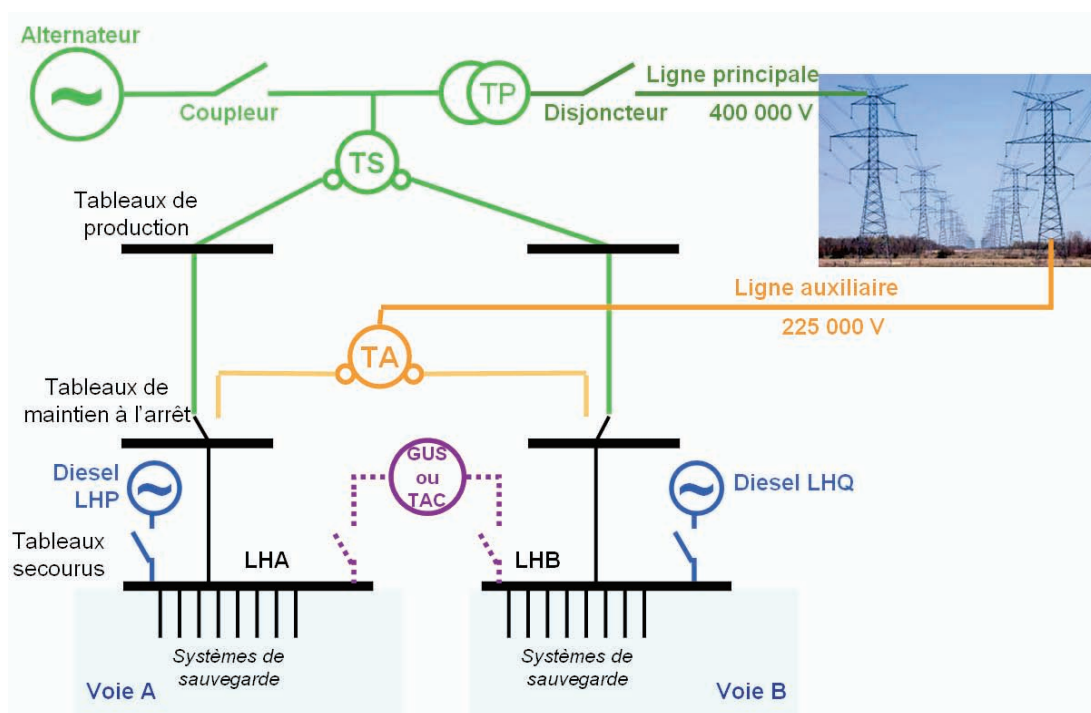 Alternateur
Coupleur
TP
Disjoncteur
Ligne principale
400 000 V
TS
Tableaux de
production
Ligne auxiliaire
225 000 V
TA
Tableaux de
maintien à l'arrêt
Diesel
LHP
GUS
ou
TAC
Diesel LHQ
Tableaux
secourus
LHA
LHB
Systèmes de
sauvegarde
Systèmes de
sauvegarde
Voie A
Voie B